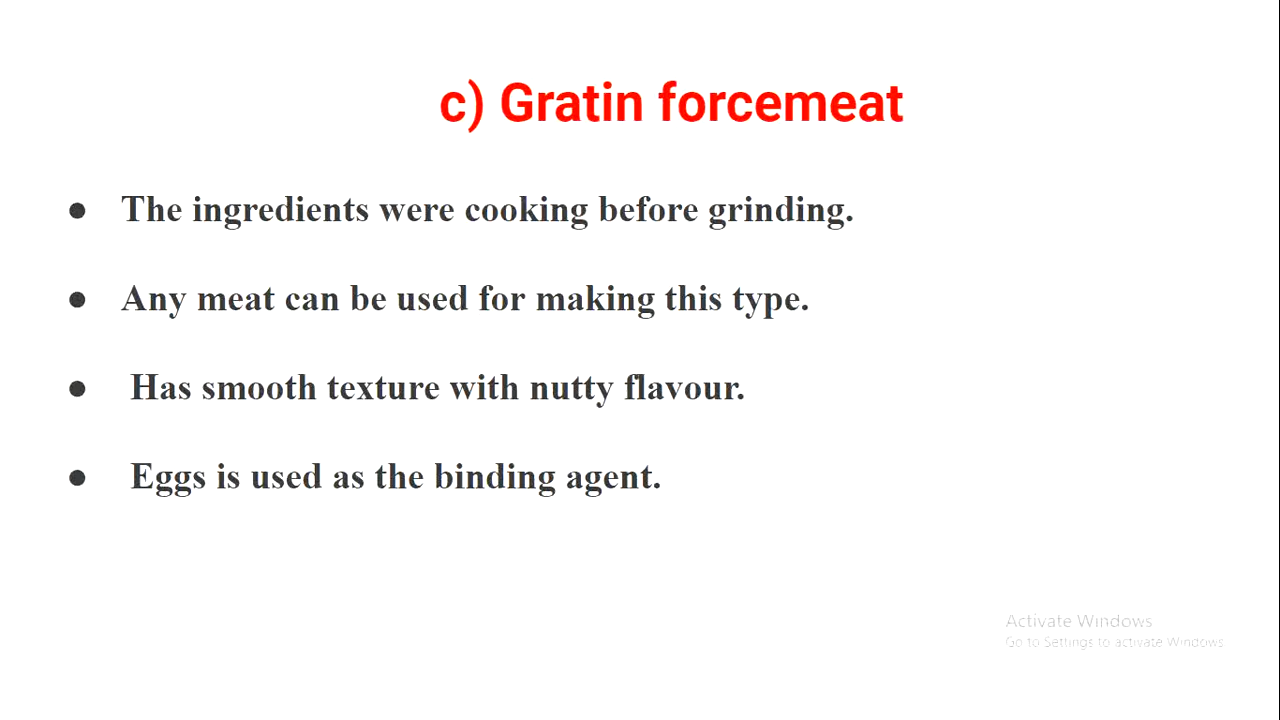 c) Gratin forcemeat
● The ingredients were cooking before grinding.
● Any meat can be used for making this type.
● Has smooth texture with nutty flavour.
● Eggs is used as the binding agent.
Activate Windows
Go to Settings to activate Windows